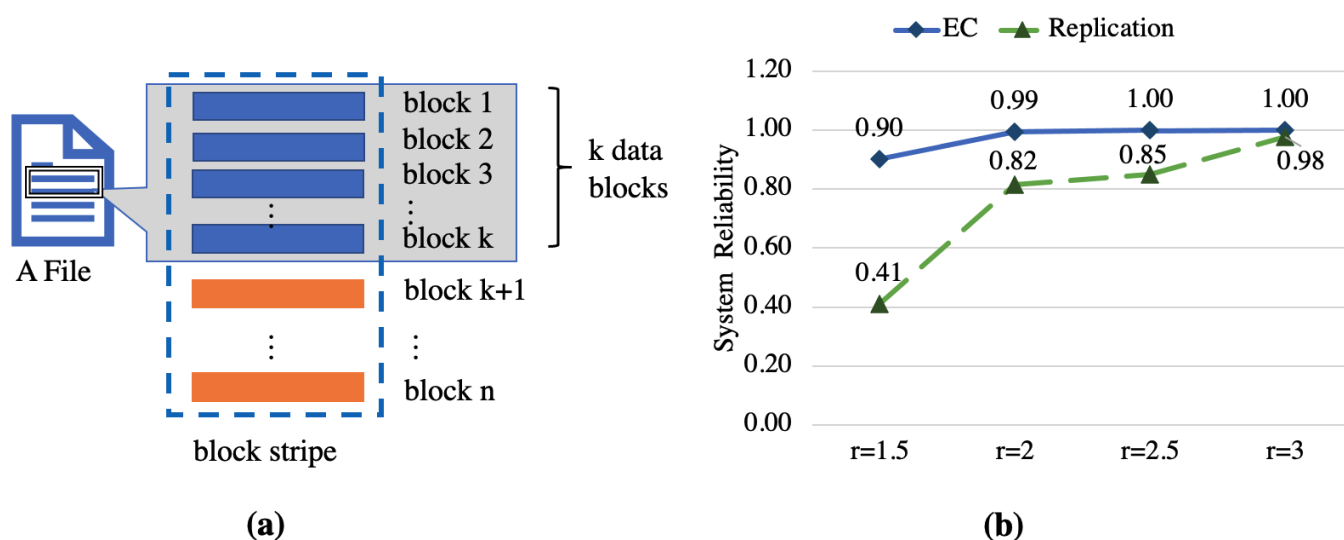 A File
block 1
block 2
block 3
⋮ ⋮
block k
k data
blocks
block k+1
⋮ ⋮
block n
block stripe
(a)
EC Replication
System Reliability
1.20
1.00
0.80
0.60
0.40
0.20
0.00
0.90
0.99
1.00
1.00
0.41
0.82
0.85
0.98
r=1.5 r=2 r=2.5 r=3
(b)